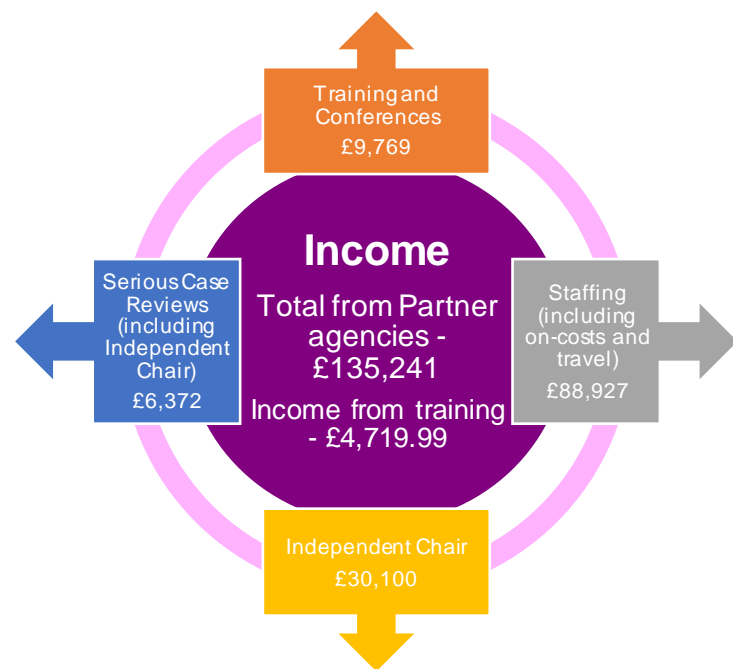 Training and
Conferences
£9,769
Income
Total from Partner
agencies -
£135,241
Income from training
- £4,719.99
Serious Case
Reviews
(including
Independent
Chair)
£6,372
Staffing
(including
on-costs and
travel)
£88,927
Independent Chair
£30,100